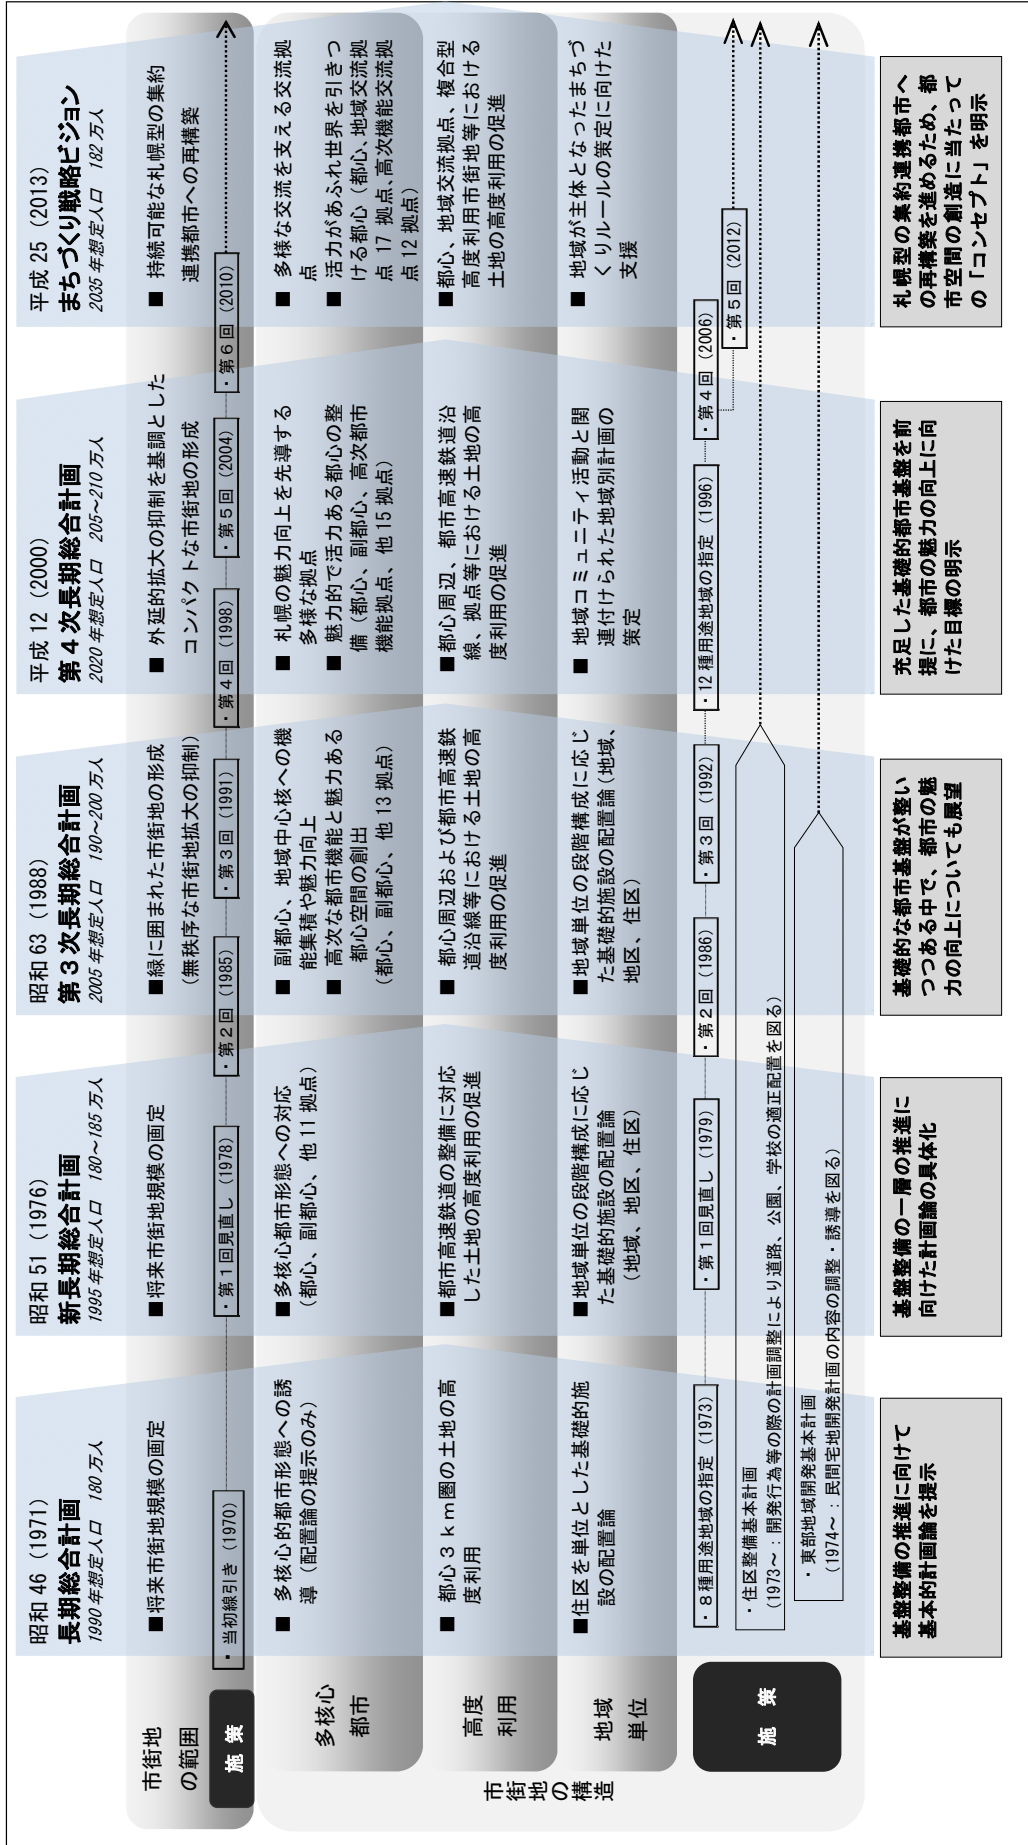 昭和 46（1971）
長期総合計画
1990年想定人口　180万人
昭和 51（1976）
新長期総合計画
1995年想定人口　180～185万人
昭和 63（1988）
第３次長期総合計画
2005年想定人口　190～200万人
平成 12（2000）
第４次長期総合計画
2020年想定人口　205～210万人
平成 25（2013）
まちづくり戦略ビジョン
2035年想定人口　182万人
市街地
の範囲
■将来市街地規模の画定
■将来市街地規模の画定
■緑に囲まれた市街地の形成
（無秩序な市街地拡大の抑制）
■ 外延的拡大の抑制を基調とした
コンパクトな市街地の形成
■ 持続可能な札幌型の集約
連携都市への再構築
施 策
・当初線引き（1970）
・第１回見直し（1978）
・第２回（1985）
・第３回（1991）
・第４回（1998）
・第５回（2004）
・第６回（2010）
市街地の構造
多核心
都市
■ 多核心的都市形態への誘
導（配置論の提示のみ）
■多核心都市形態への対応
（都心、副都心、他 11 拠点）
■ 副都心、地域中心核への機
能集積や魅力向上
■ 高次な都市機能と魅力ある
都心空間の創出
（都心、副都心、他 13 拠点）
■ 札幌の魅力向上を先導する
多様な拠点
■ 魅力的で活力ある都心の整
備（都心、副都心、高次都市
機能拠点、他 15 拠点）
■ 多様な交流を支える交流拠
点
■ 活力があふれ世界を引きつ
ける都心（都心、地域交流拠
点 17 拠点、高次機能交流拠
点 12 拠点）
高度
利用
■ 都心３ｋｍ圏の土地の高
度利用
■都市高速鉄道の整備に対応
した土地の高度利用の促進
■ 都心周辺および都市高速鉄
道沿線等における土地の高
度利用の促進
■都心周辺、都市高速鉄道沿
線、拠点等における土地の高
度利用の促進
■都心、地域交流拠点、複合型
高度利用市街地等における
土地の高度利用の促進
地域
単位
■住区を単位とした基礎的施
設の配置論
■地域単位の段階構成に応じ
た基礎的施設の配置論
（地域、地区、住区）
■地域単位の段階構成に応じ
た基礎的施設の配置論（地域、
地区、住区）
■ 地域コミュニティ活動と関
連付けられた地域別計画の
策定
■ 地域が主体となったまちづ
くりルールの策定に向けた
支援
施 策
・８種用途地域の指定（1973）
・第１回見直し（1979）
・第２回（1986）
・第３回（1992）
・12 種用途地域の指定（1996）
・第４回（2006）
・第５回（2012）
・住区整備基本計画
（1973～：開発行為等の際の計画調整により道路、公園、学校の適正配置を図る）
・東部地域開発基本計画
（1974～：民間宅地開発計画の内容の調整・誘導を図る）
基盤整備の推進に向けて
基本的計画論を提示
基盤整備の一層の推進に
向けた計画論の具体化
基礎的な都市基盤が整い
つつある中で、都市の魅
力の向上についても展望
充足した基礎的都市基盤を前
提に、都市の魅力の向上に向
けた目標の明示
札幌型の集約連携都市へ
の再構築を進めるため、都
市空間の創造に当たって
の「コンセプト」を明示